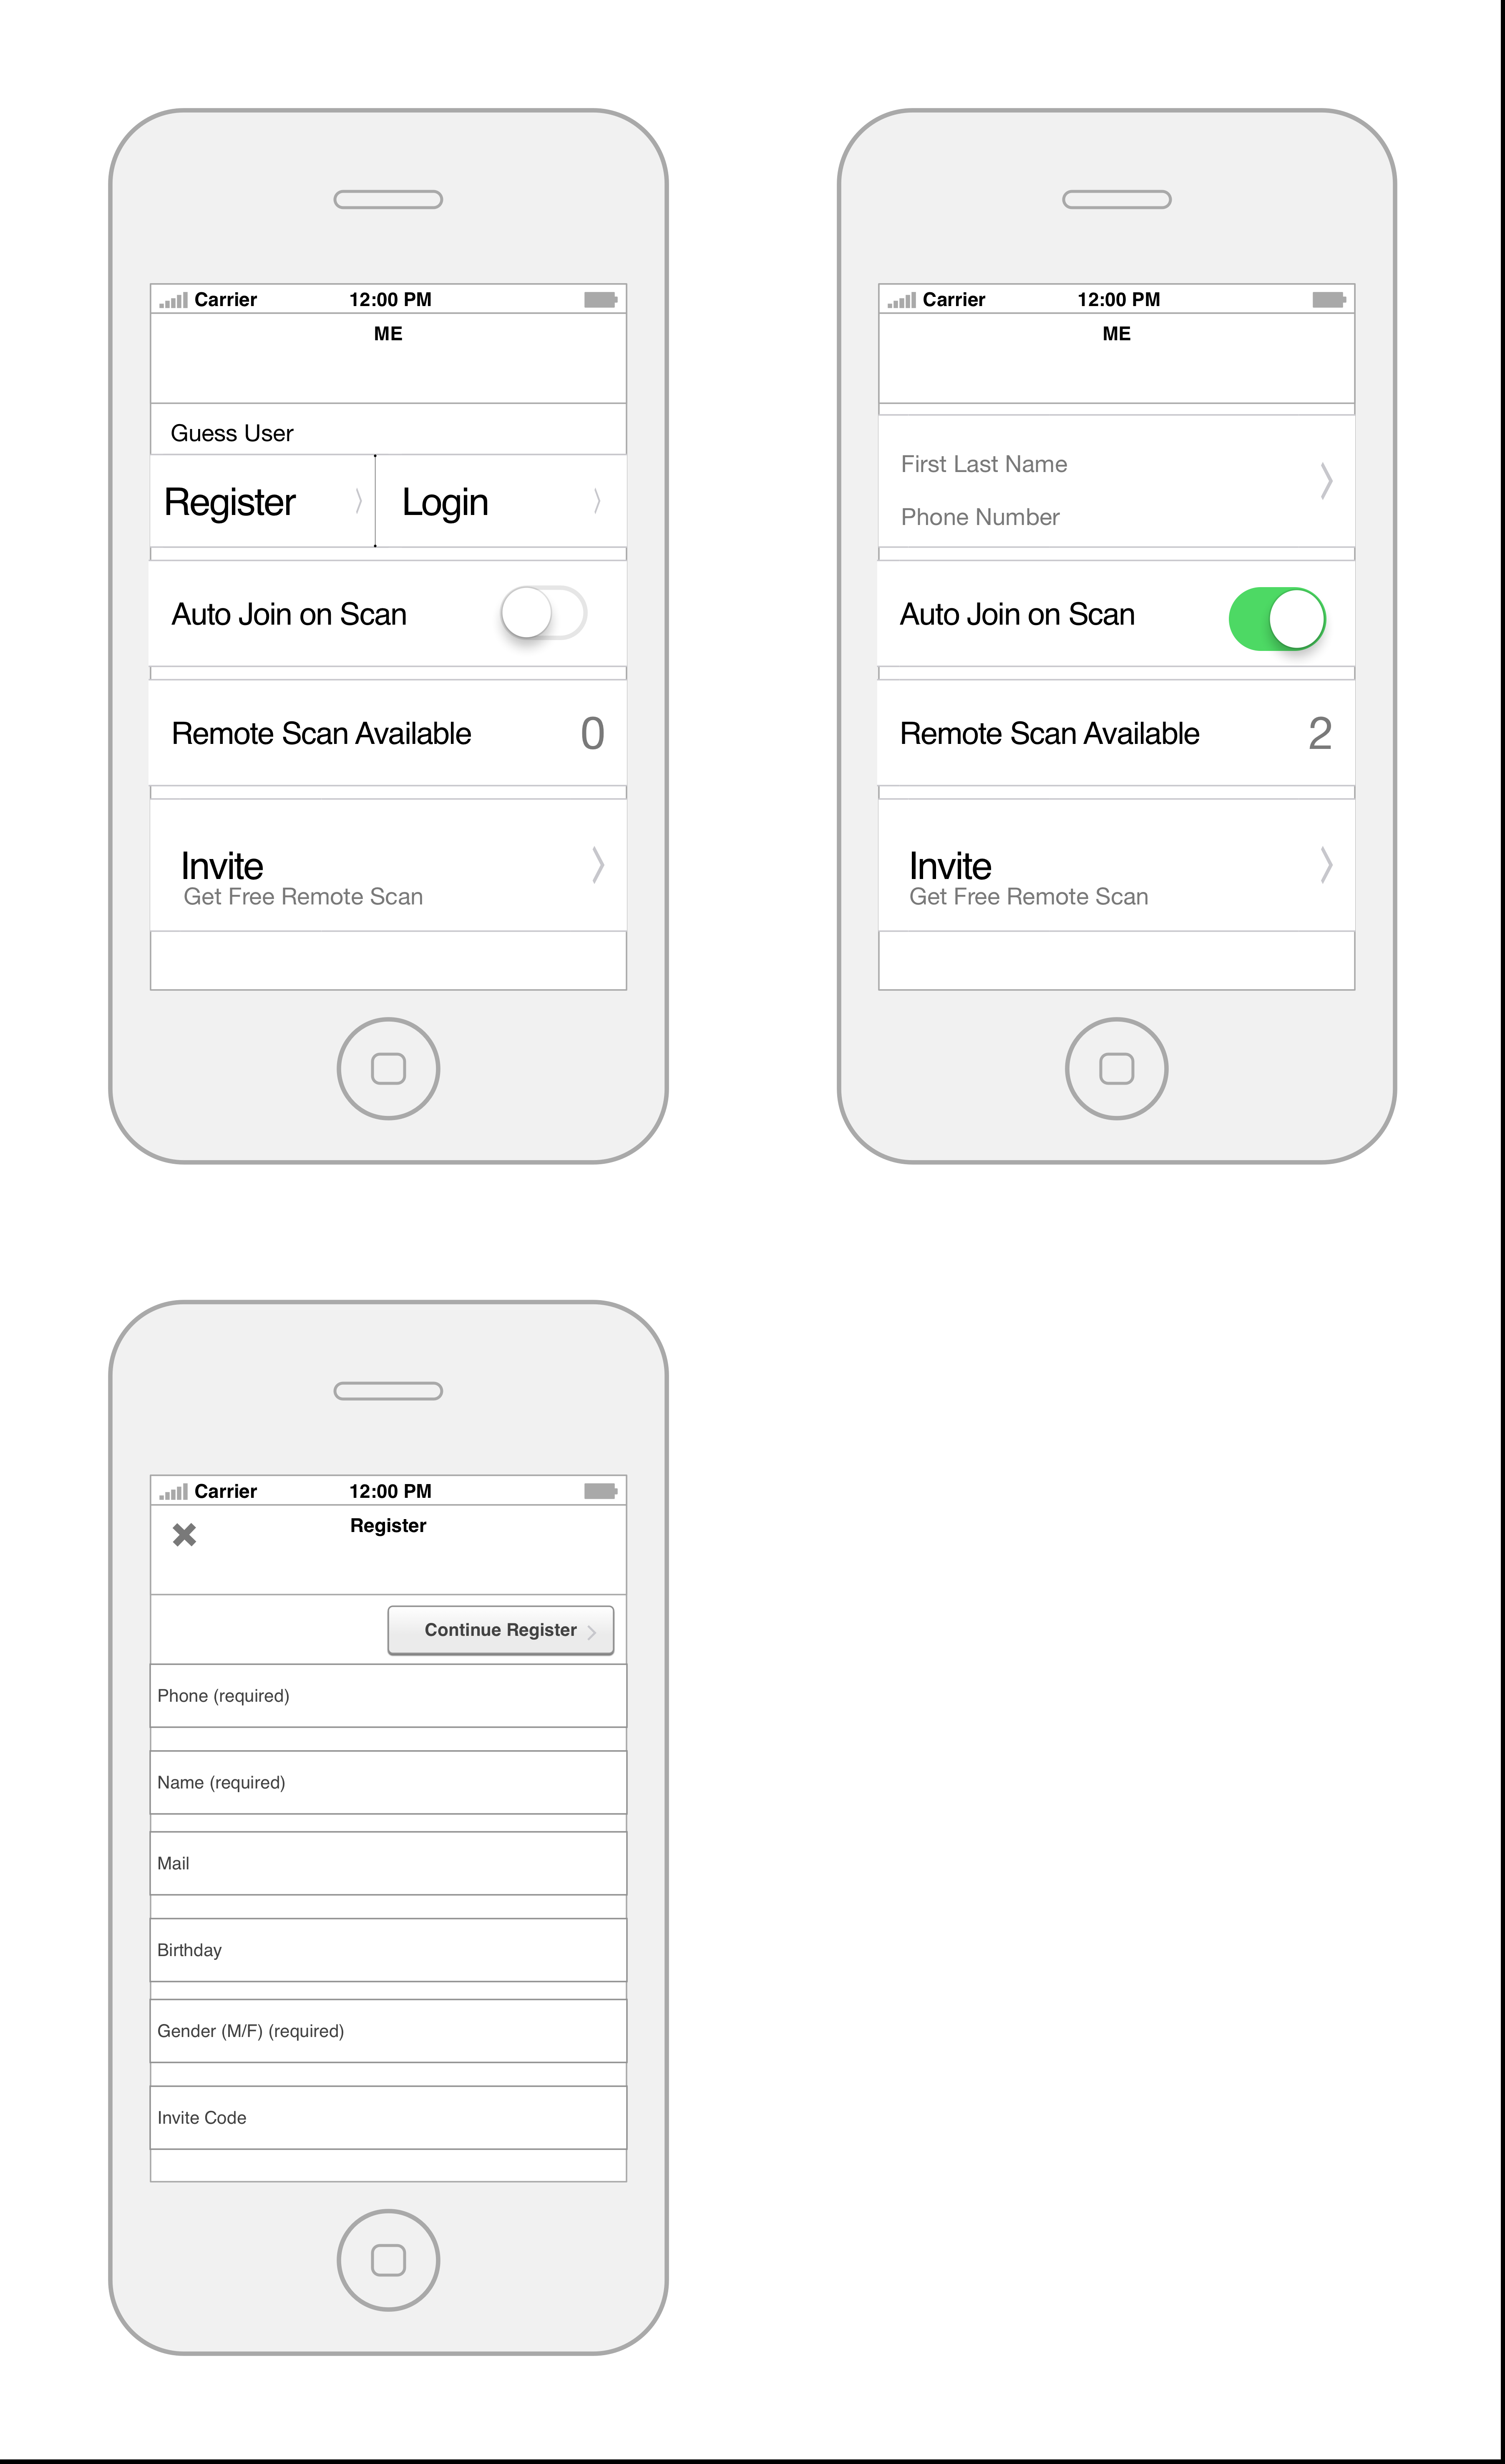 Carrier 12:00 PM
ME
Guess User
Register Login
Auto Join on Scan
Remote Scan Available 0
Invite
Get Free Remote Scan
Carrier 12:00 PM
ME
First Last Name
Phone Number
Auto Join on Scan
Remote Scan Available 2
Invite
Get Free Remote Scan
Carrier 12:00 PM
Register
Continue Register
Phone (required)
Name (required)
Mail
Birthday
Gender (M/F) (required)
Invite Code